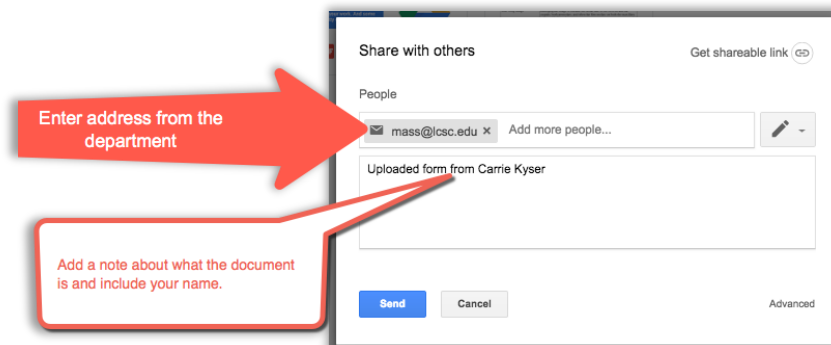 Share with others
Get shareable link
People
Enter address from the
department
mass@lcsc.edu × Add more people...
Uploaded form from Carrie Kyser
Add a note about what the document
is and include your name.
Send Cancel Advanced